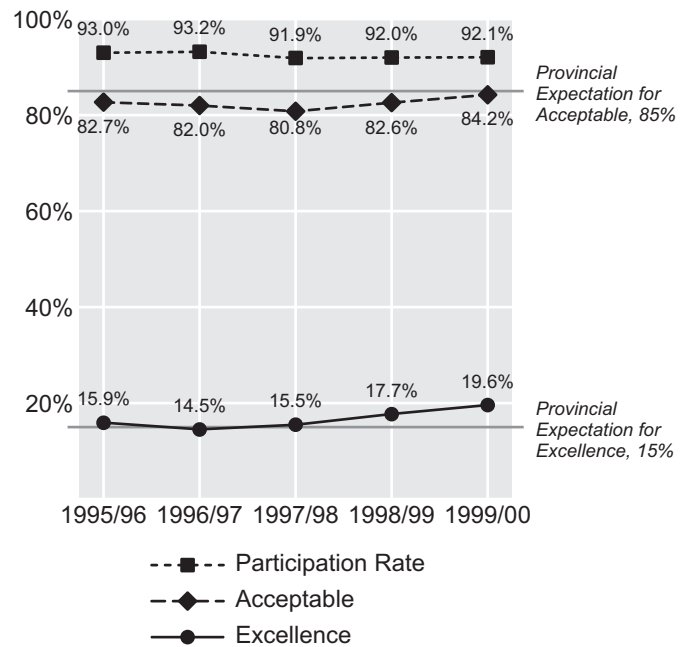 100%
93.0% 93.2% 91.9% 92.0% 92.1%
Provincial
Expectation for
Acceptable, 85%
80%
82.7% 82.0% 80.8% 82.6% 84.2%
60%
40%
20%
15.9% 14.5% 15.5% 17.7% 19.6%
Provincial
Expectation for
Excellence, 15%
1995/96 1996/97 1997/98 1998/99 1999/00
Participation Rate
Acceptable
Excellence